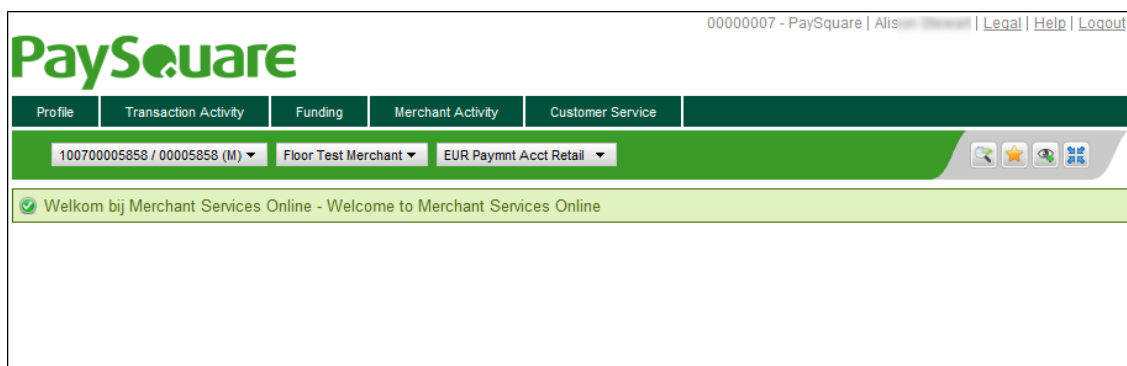 00000007 - PaySquare | Alis | Legal | Help | Logout
PaySquare
Profile Transaction Activity Funding Merchant Activity Customer Service
100700005858 / 00005858 (M) Floor Test Merchant EUR Paymnt Acct Retail
Welkom bij Merchant Services Online - Welcome to Merchant Services Online